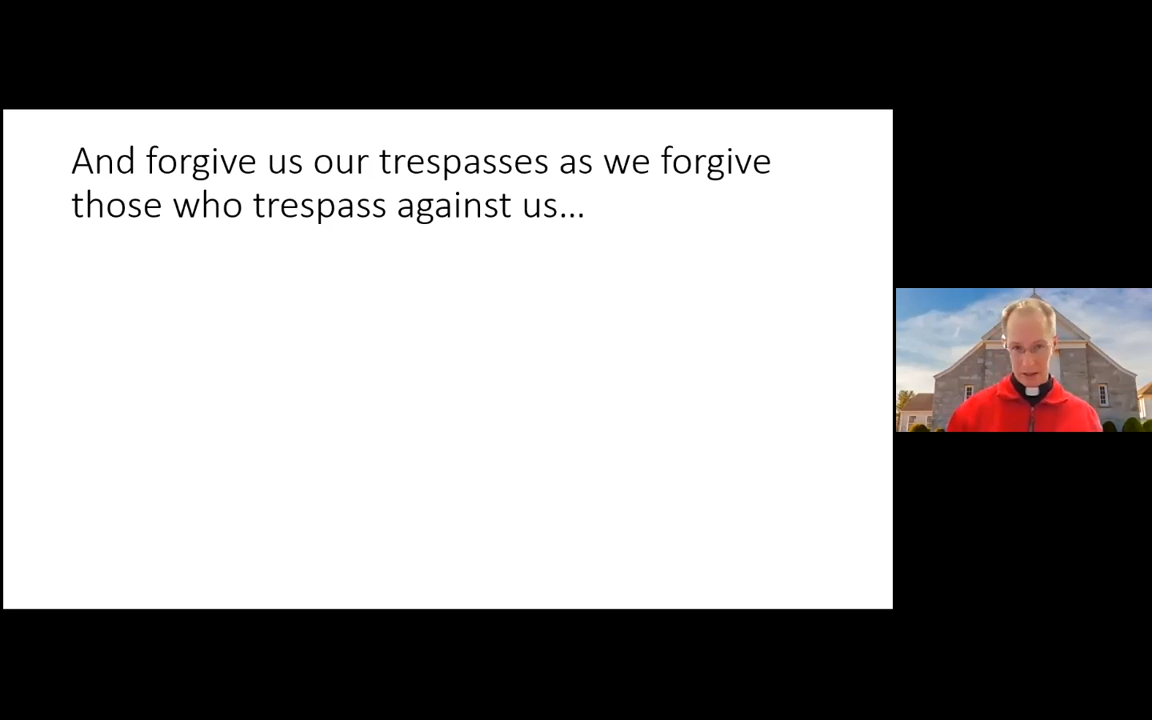 And forgive us our trespasses as we forgive
those who trespass against us...